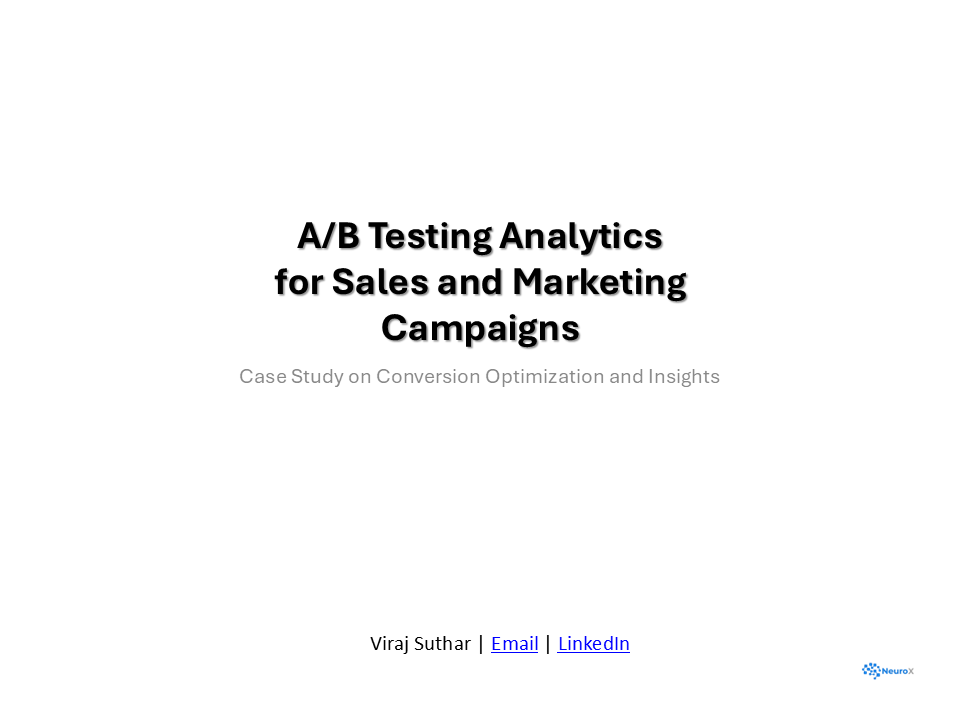 A/B Testing Analytics
for Sales and Marketing
Campaigns
Case Study on Conversion Optimization and Insights
Viraj Suthar | Email | LinkedIn
NeuroX